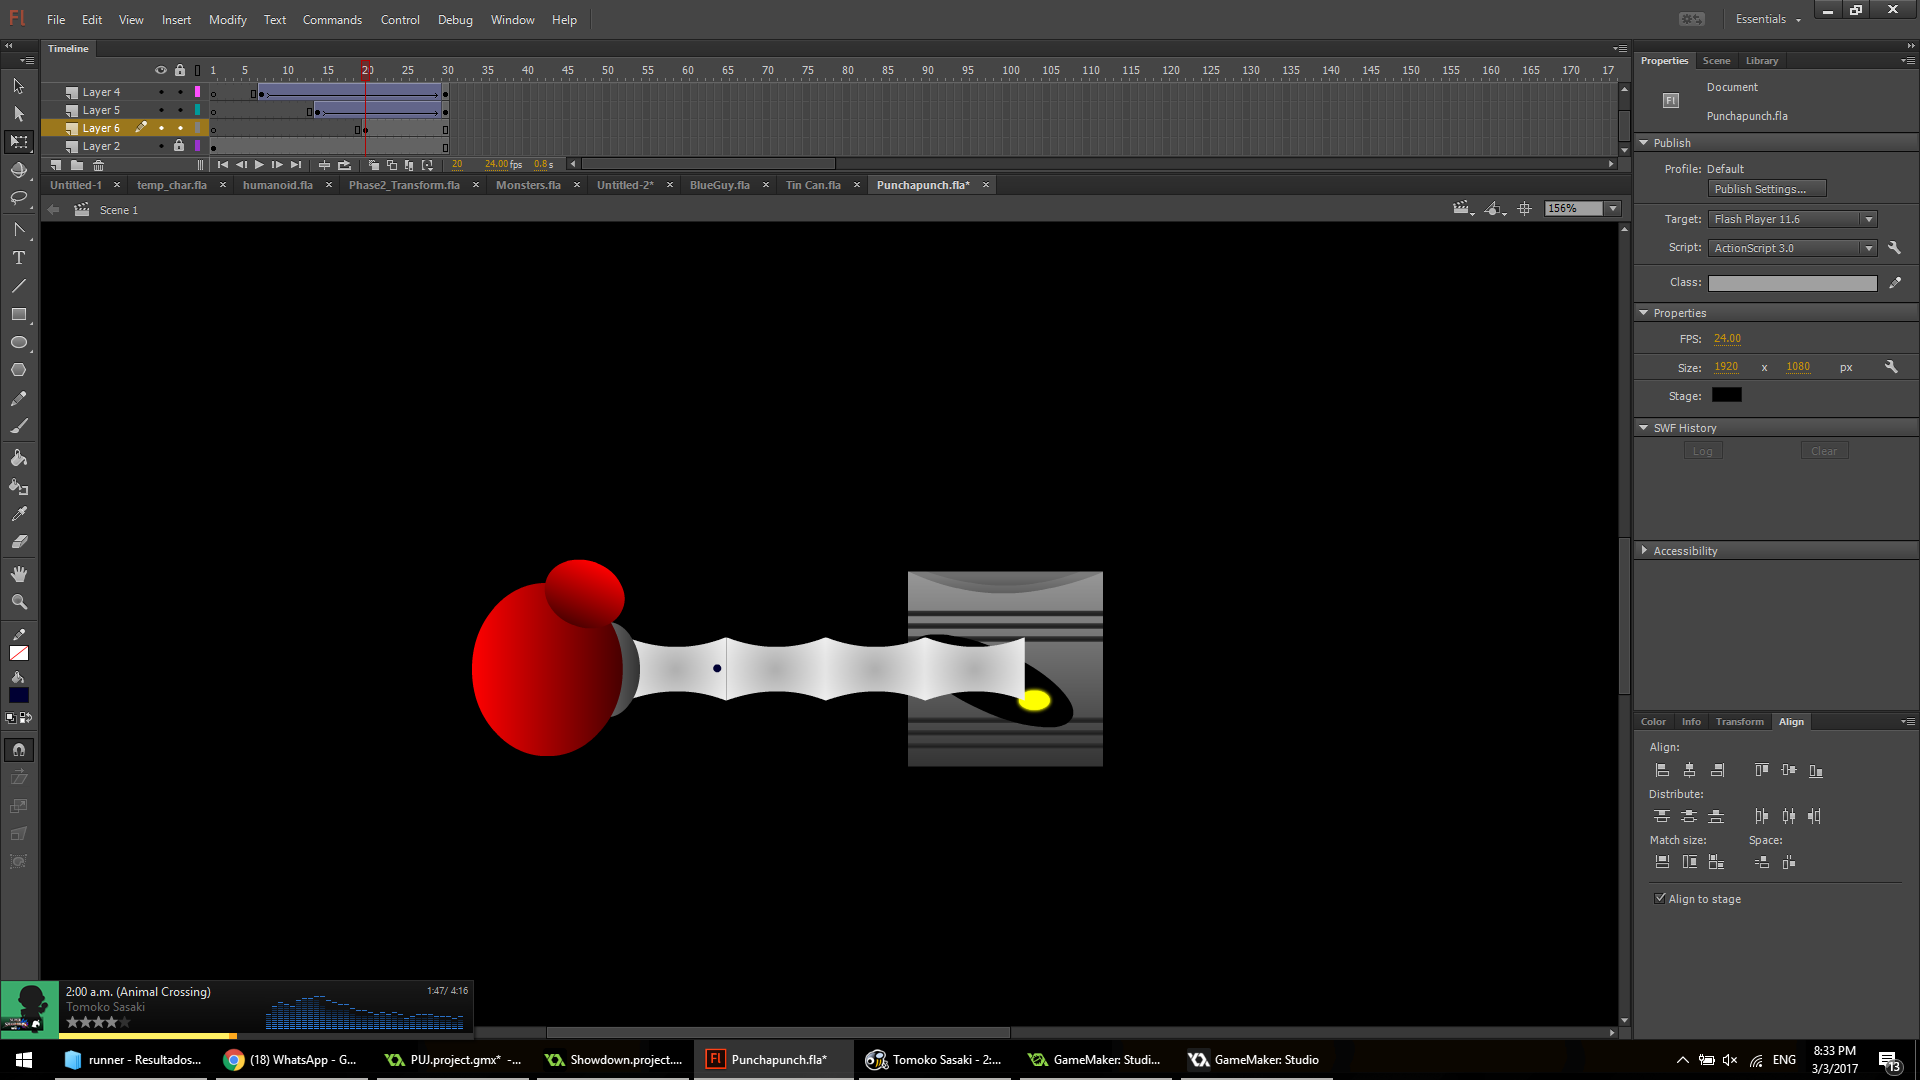 Fl File Edit View Insert Modify Text Commands Control Debug Window Help Essentials
Timeline
1 5 10 15 20 25 30 35 40 45 50 55 60 65 70 75 80 85 90 95 100 105 110 115 120 125 130 135 140 145 150 155 160 165 170 17
Layer 4
Layer 5
Layer 6
Layer 2
20 24.00 fps 0.8 s
Untitled-1 temp_char.fla humanoid.fla Phase2_Transform.fla Monsters.fla Untitled-2* BlueGuy.fla Tin Can.fla Punchapunch.fla*
Scene 1 156%
Properties Scene Library
Fl Document
Punchapunch.fla
Publish
Profile: Default
Publish Settings...
Target: Flash Player 11.6
Script: ActionScript 3.0
Class:
Properties
FPS: 24.00
Size: 1920 x 1080 px
Stage:
SWF History
Log Clear
Accessibility
Color Info Transform Align
Align:
Distribute:
Match size: Space:
Align to stage
2:00 a.m. (Animal Crossing) 1:47/ 4:16
Tomoko Sasaki
runner - Resultados... (18) WhatsApp - G... PUJ.project.gmx* -... Showdown.project.... Fl Punchapunch.fla* Tomoko Sasaki - 2:... GameMaker: Studi... GameMaker: Studio ENG 8:33 PM
3/3/2017 13